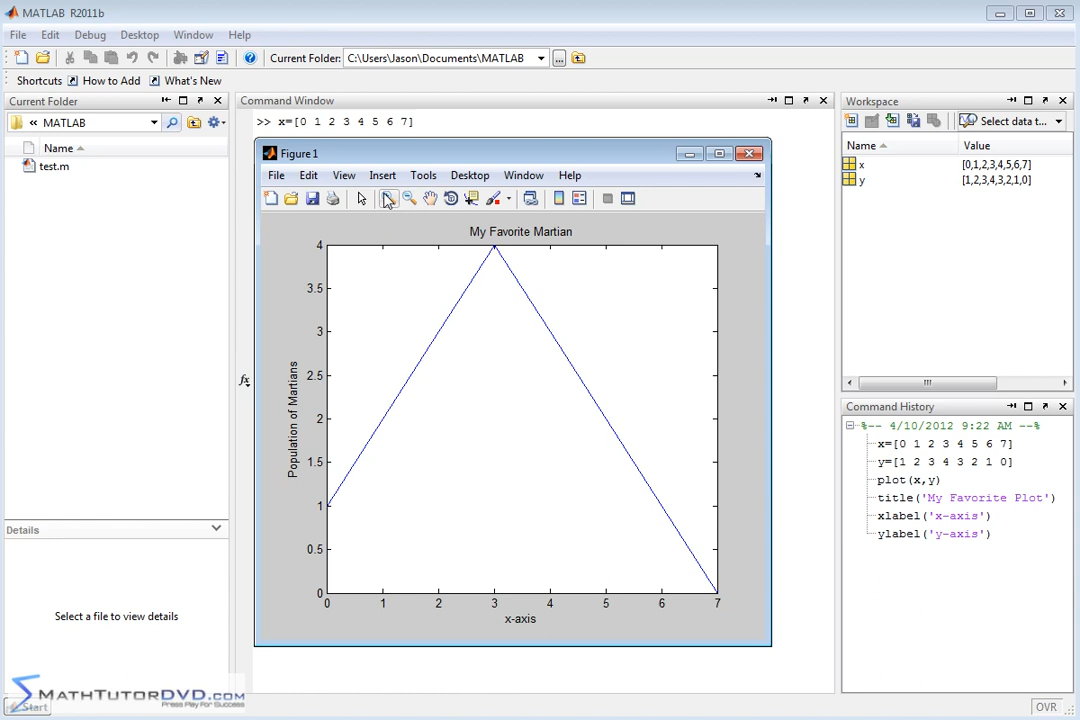 MATLAB R2011b
File Edit Debug Desktop Window Help
Current Folder: C:\Users\Jason\Documents\MATLAB ...
Shortcuts How to Add What's New
Current Folder
« MATLAB
Name
test.m
Details
Select a file to view details
Command Window
>> x=[0 1 2 3 4 5 6 7]
fx
Figure 1
File Edit View Insert Tools Desktop Window Help
My Favorite Martian
Population of Martians
4
3.5
3
2.5
2
1.5
1
0.5
0
0 1 2 3 4 5 6 7
x-axis
Workspace
Select data t...
Name Value
x [0,1,2,3,4,5,6,7]
y [1,2,3,4,3,2,1,0]
Command History
%-- 4/10/2012 9:22 AM --%
x=[0 1 2 3 4 5 6 7]
y=[1 2 3 4 3 2 1 0]
plot(x,y)
title('My Favorite Plot')
xlabel('x-axis')
ylabel('y-axis')
MATHTUTORDVD.COM
Press Play For Success
Start
OVR